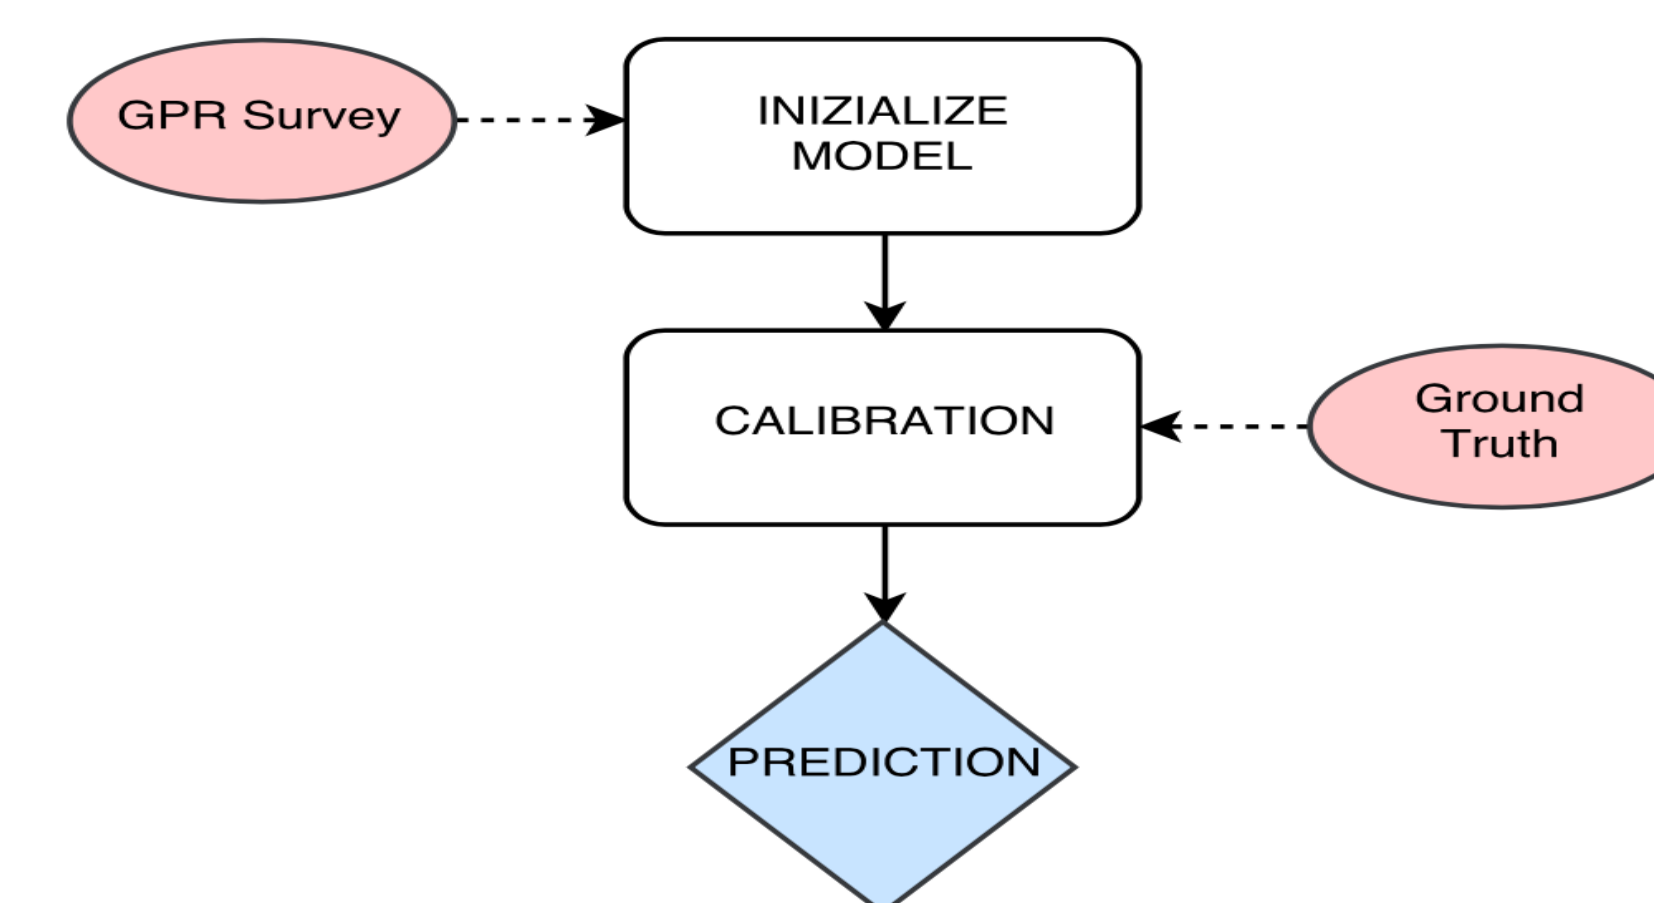 GPR Survey
INIZIALIZE
MODEL
CALIBRATION
Ground
Truth
PREDICTION